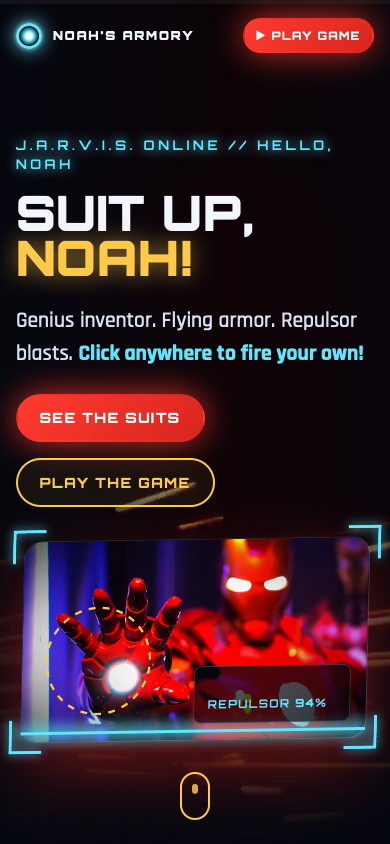 NOAH'S ARMORY
▶ PLAY GAME
J.A.R.V.I.S. ONLINE // HELLO,
NOAH
SUIT UP,
NOAH!
Genius inventor. Flying armor. Repulsor
blasts. Click anywhere to fire your own!
SEE THE SUITS
PLAY THE GAME
REPULSOR 94%